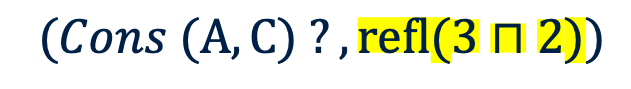 (Cons (A, C) ? , refl(3 ⊓ 2))